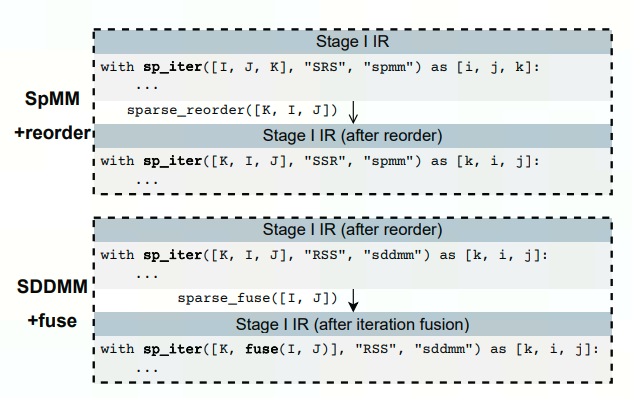 SpMM
+reorder
Stage I IR
with sp_iter([I, J, K], "SRS", "spmm") as [i, j, k]:
...
sparse_reorder([K, I, J])
Stage I IR (after reorder)
with sp_iter([K, I, J], "SSR", "spmm") as [k, i, j]:
...
SDDMM
+fuse
Stage I IR (after reorder)
with sp_iter([K, I, J], "RSS", "sddmm") as [k, i, j]:
...
sparse_fuse([I, J])
Stage I IR (after iteration fusion)
with sp_iter([K, fuse(I, J)], "RSS", "sddmm") as [k, i, j]:
...